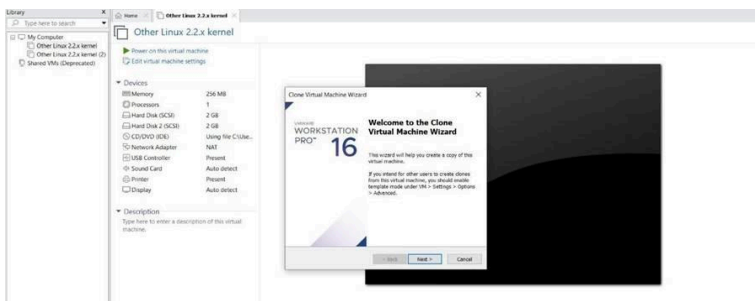 Library
Type here to search
My Computer
Other Linux 2.2.x kernel
Other Linux 2.2.x kernel (2)
Shared VMs (Deprecated)
Home
Other Linux 2.2.x kernel
Other Linux 2.2.x kernel
Power on this virtual machine
Edit virtual machine settings
Devices
Memory 256 MB
Processors 1
Hard Disk (SCSI) 2 GB
Hard Disk 2 (SCSI) 2 GB
CD/DVD (IDE) Using file C:\Use...
Network Adapter NAT
USB Controller Present
Sound Card Auto detect
Printer Present
Display Auto detect
Description
Type here to enter a description of this virtual
machine.
Clone Virtual Machine Wizard
VMWARE
WORKSTATION
PRO™ 16
Welcome to the Clone
Virtual Machine Wizard
This wizard will help you create a copy of this
virtual machine.
If you intend for other users to create clones
from this virtual machine, you should enable
template mode under VM > Settings > Options
> Advanced.
< Back Next > Cancel